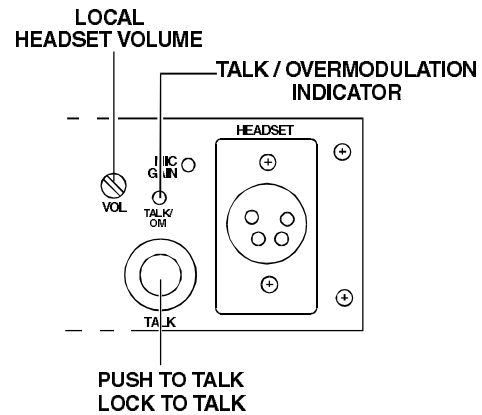 LOCAL
HEADSET VOLUME
TALK / OVERMODULATION
INDICATOR
HEADSET
MIC
GAIN
VOL
TALK/
OM
TALK
PUSH TO TALK
LOCK TO TALK